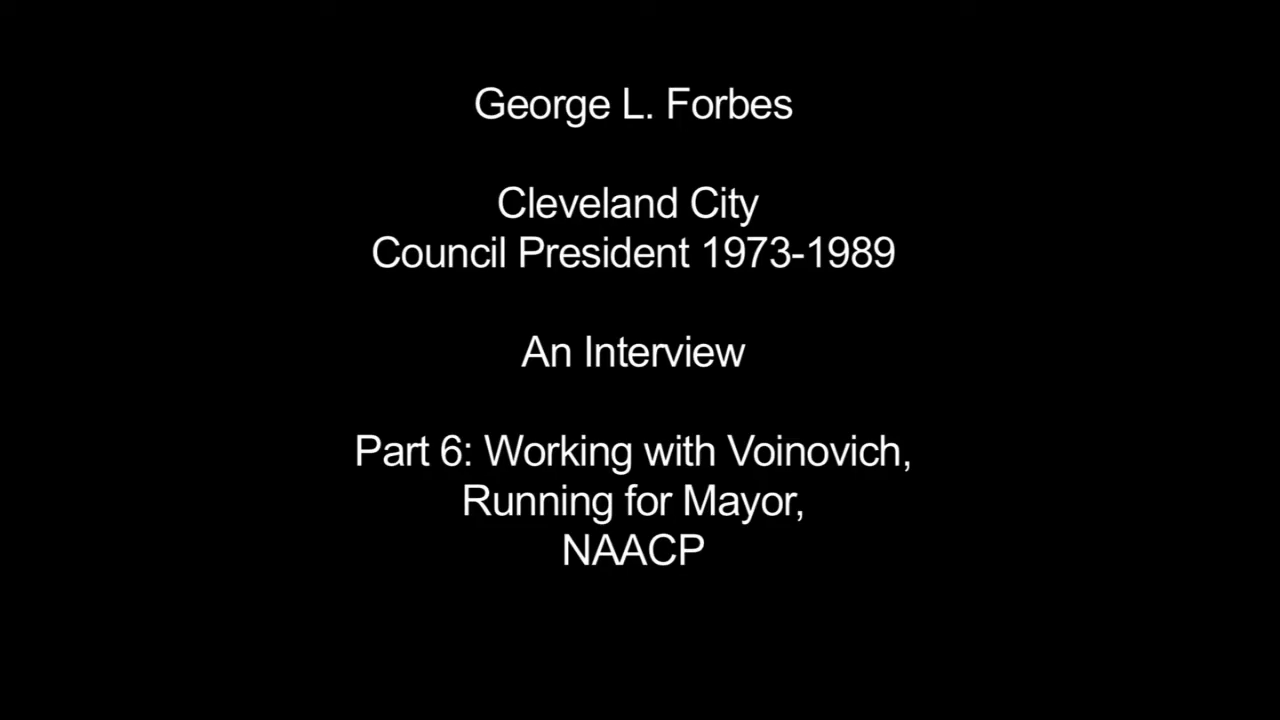 George L. Forbes
Cleveland City
Council President 1973-1989
An Interview
Part 6: Working with Voinovich,
Running for Mayor,
NAACP